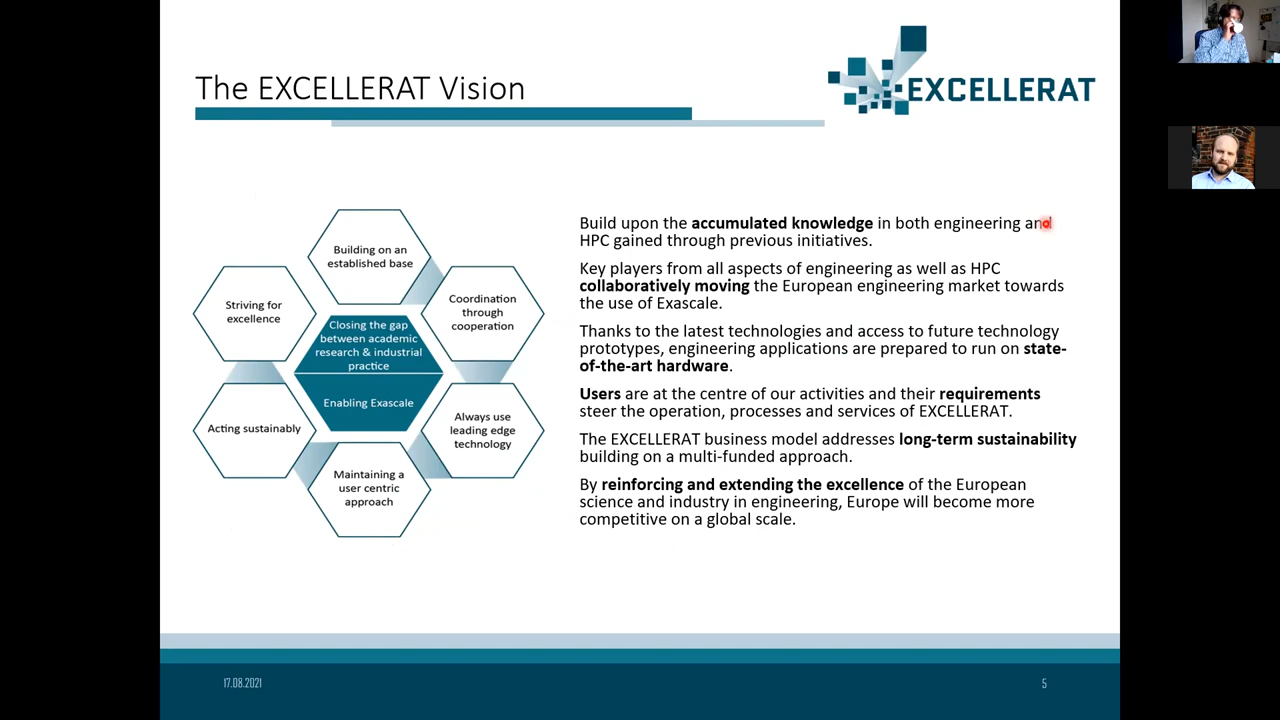 The EXCELLERAT Vision
EXCELLERAT
Building on an
established base
Striving for
excellence
Coordination
through
cooperation
Closing the gap
between academic
research & industrial
practice
Enabling Exascale
Acting sustainably
Always use
leading edge
technology
Maintaining a
user centric
approach
Build upon the accumulated knowledge in both engineering and
HPC gained through previous initiatives.
Key players from all aspects of engineering as well as HPC
collaboratively moving the European engineering market towards
the use of Exascale.
Thanks to the latest technologies and access to future technology
prototypes, engineering applications are prepared to run on state-
of-the-art hardware.
Users are at the centre of our activities and their requirements
steer the operation, processes and services of EXCELLERAT.
The EXCELLERAT business model addresses long-term sustainability
building on a multi-funded approach.
By reinforcing and extending the excellence of the European
science and industry in engineering, Europe will become more
competitive on a global scale.
17.08.2021
5